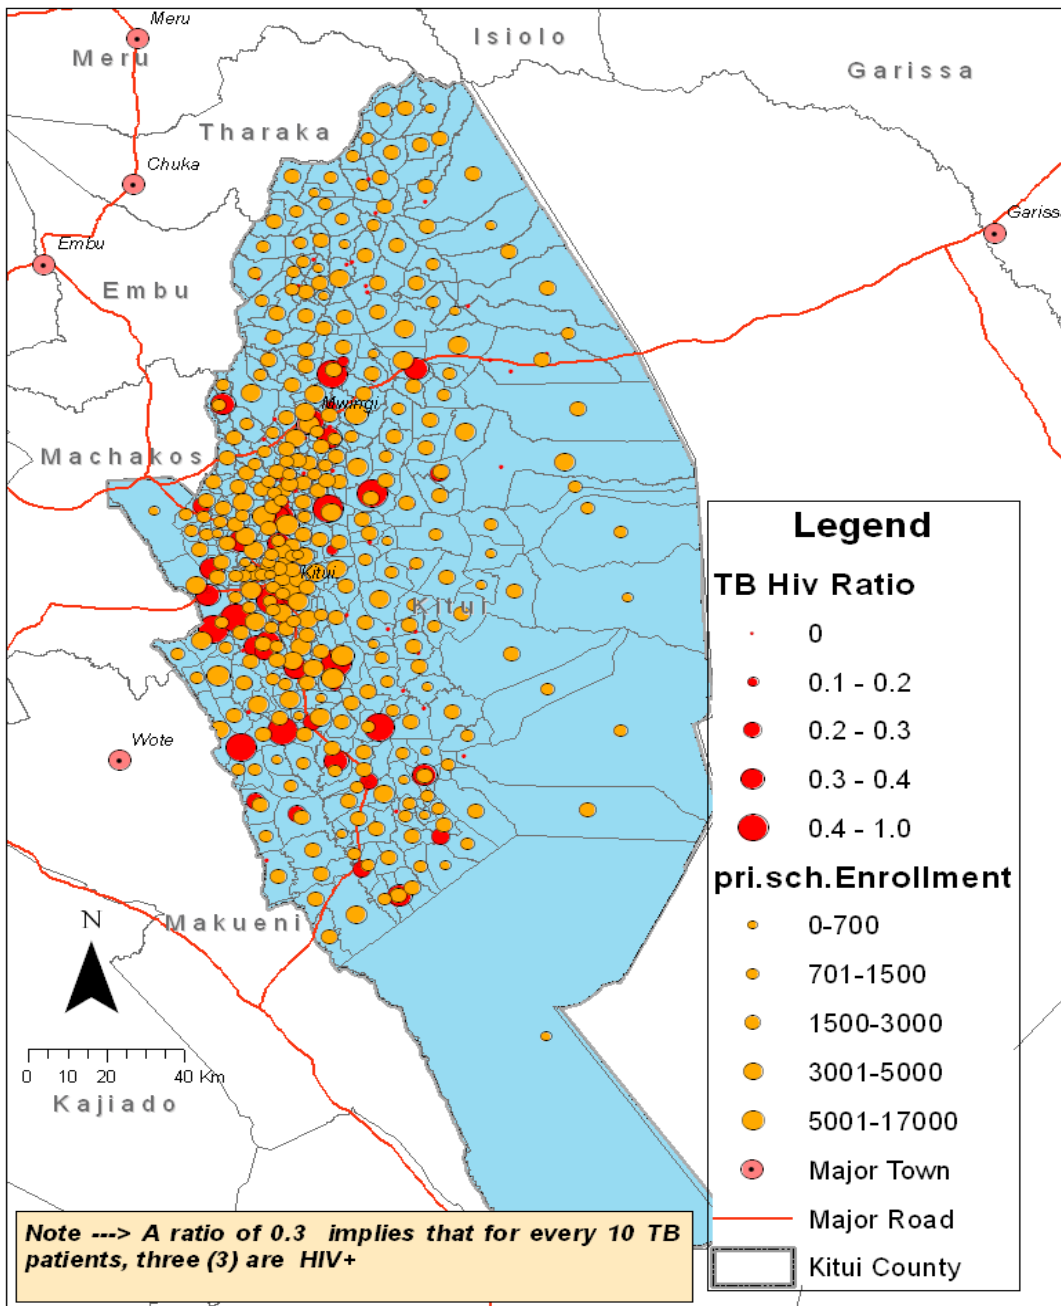 Meru
Meru
Isiolo
Garissa
Tharaka
Chuka
Garissa
Embu
Embu
Mwingi
Machakos
Kitui
Kitui
Wote
Makueni
N
0 10 20 40 Km
Kajiado
Legend
TB Hiv Ratio
0
0.1 - 0.2
0.2 - 0.3
0.3 - 0.4
0.4 - 1.0
pri.sch.Enrollment
0-700
701-1500
1500-3000
3001-5000
5001-17000
Major Town
Major Road
Kitui County
Note ---> A ratio of 0.3 implies that for every 10 TB
patients, three (3) are HIV+